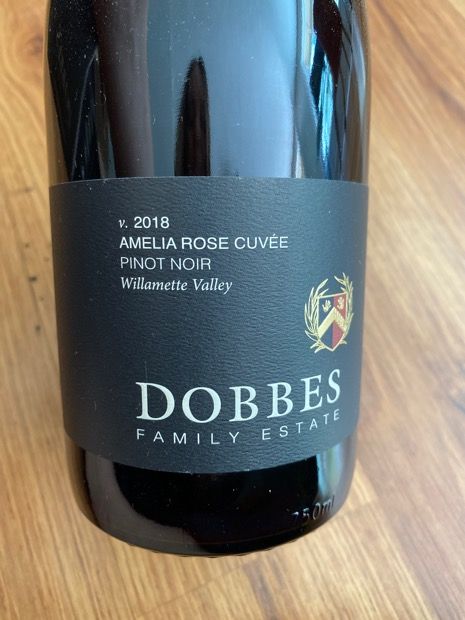 v. 2018
AMELIA ROSE CUVÉE
PINOT NOIR
Willamette Valley
DOBBES
FAMILY ESTATE